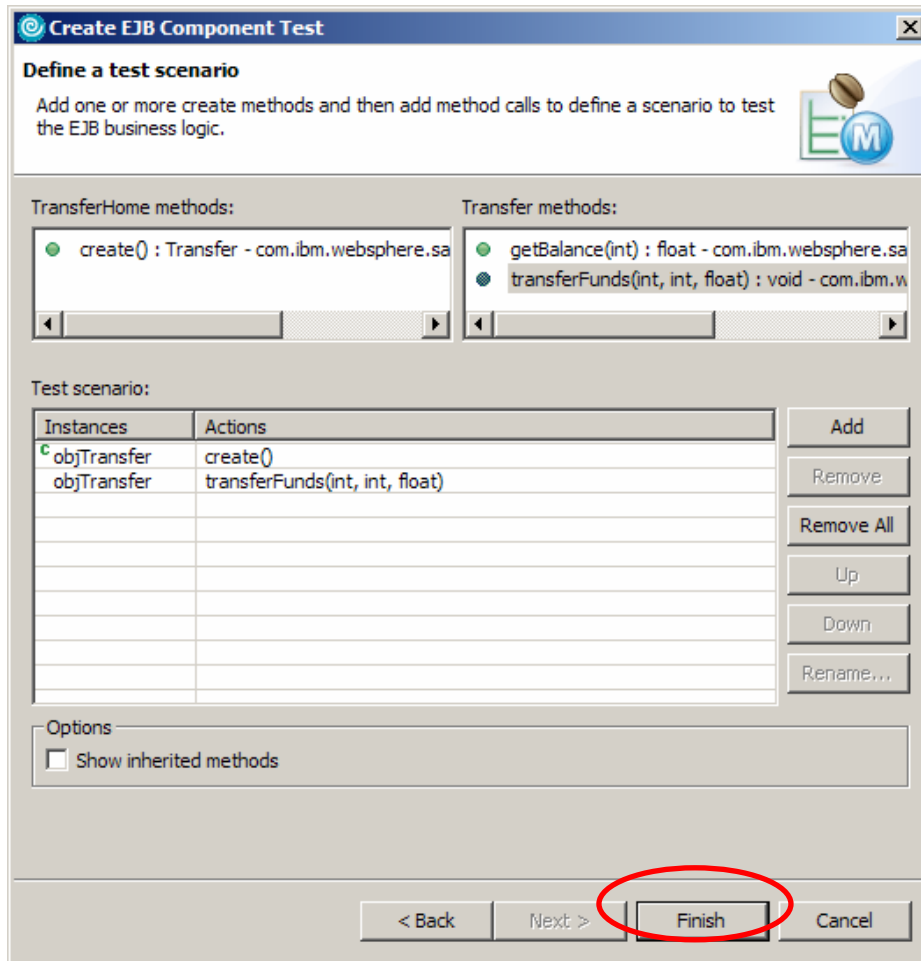 Create EJB Component Test
Define a test scenario
Add one or more create methods and then add method calls to define a scenario to test
the EJB business logic.
M
TransferHome methods:
create() : Transfer - com.ibm.websphere.sa
Transfer methods:
getBalance(int) : float - com.ibm.websphere.sa
transferFunds(int, int, float) : void - com.ibm.w
Test scenario:
Instances Actions
C objTransfer create()
objTransfer transferFunds(int, int, float)
Add
Remove
Remove All
Up
Down
Rename...
Options
Show inherited methods
< Back Next > Finish Cancel